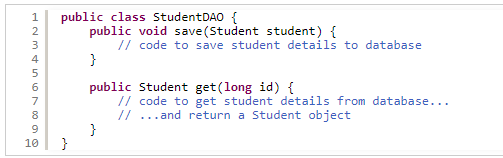 1 public class StudentDAO {
2     public void save(Student student) {
3         // code to save student details to database
4     }
5
6     public Student get(long id) {
7         // code to get student details from database...
8         // ...and return a Student object
9     }
10 }